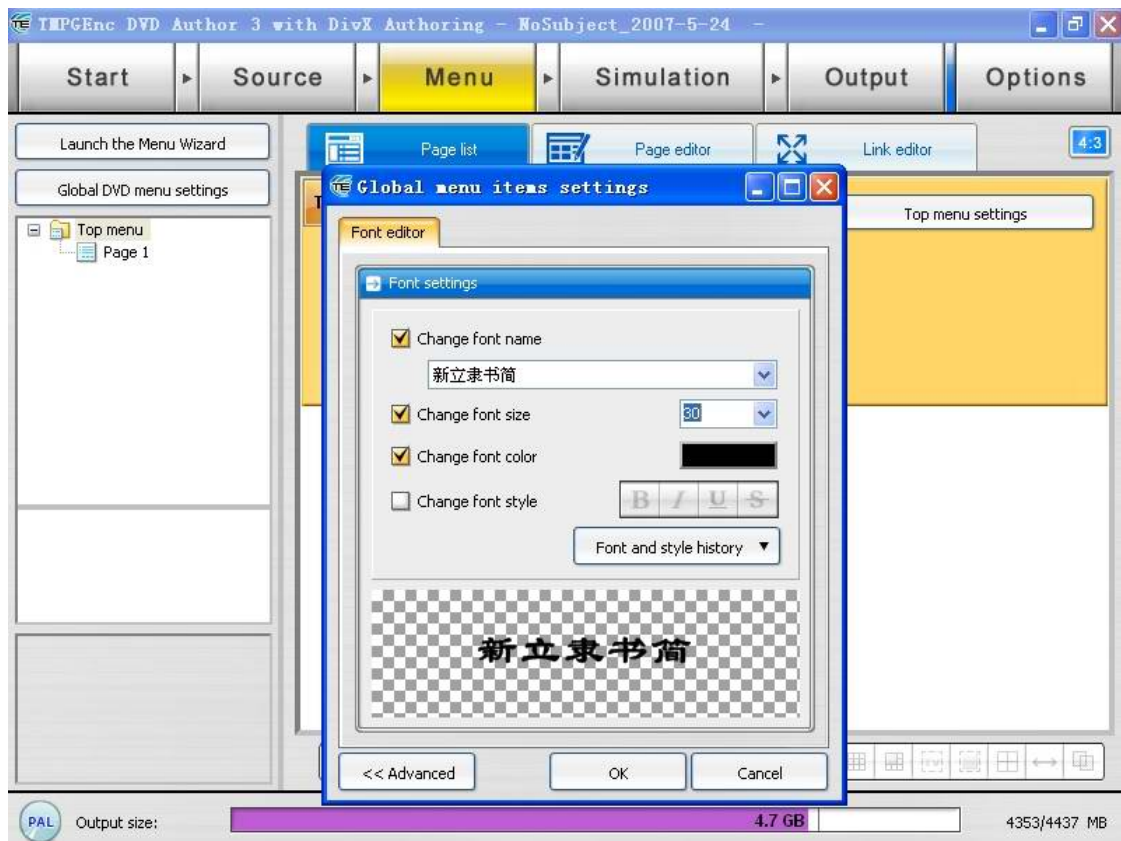 TMPGEnc DVD Author 3 with DivX Authoring - NoSubject_2007-5-24 -
Start Source Menu Simulation Output Options
Launch the Menu Wizard
Page list Page editor Link editor 4:3
Global DVD menu settings
Global menu items settings
Top menu settings
Top menu
Page 1
Font editor
Font settings
Change font name
新立隶书简
Change font size 30
Change font color
Change font style B I U S
Font and style history
新立隶书简
<< Advanced OK Cancel
PAL Output size: 4.7 GB 4353/4437 MB